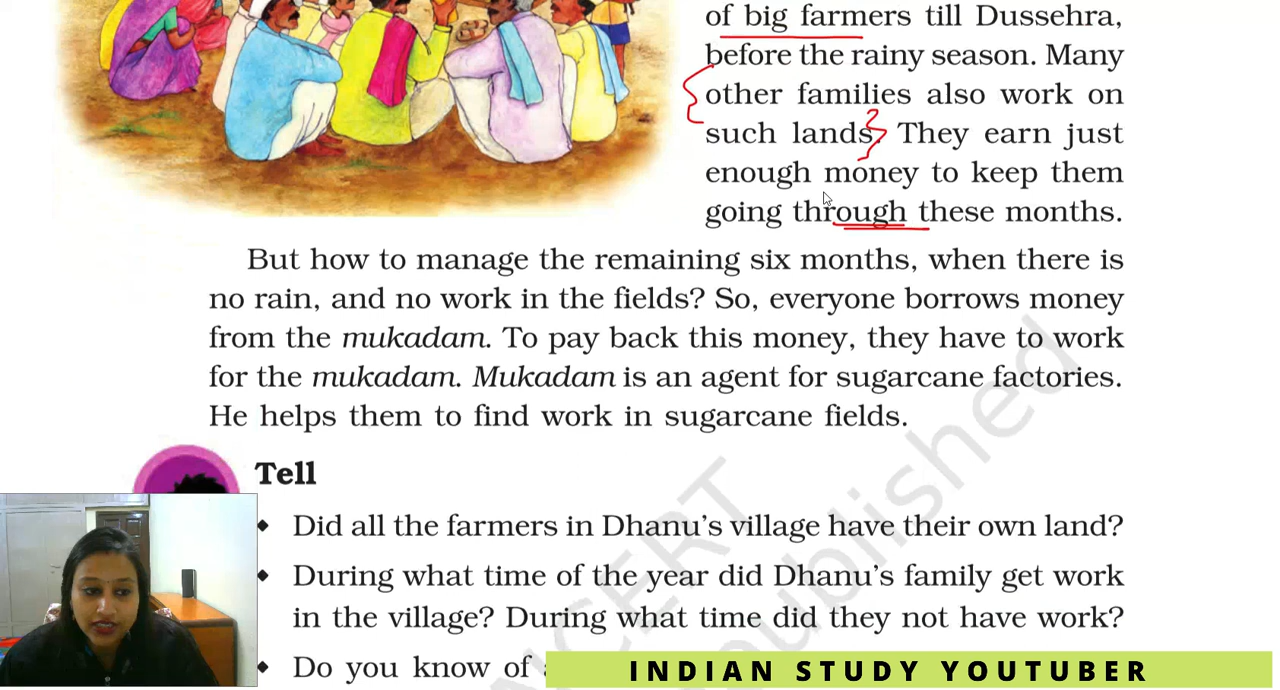 of big farmers till Dussehra,
before the rainy season. Many
other families also work on
such lands. They earn just
enough money to keep them
going through these months.
But how to manage the remaining six months, when there is
no rain, and no work in the fields? So, everyone borrows money
from the mukadam. To pay back this money, they have to work
for the mukadam. Mukadam is an agent for sugarcane factories.
He helps them to find work in sugarcane fields.
Tell
◆ Did all the farmers in Dhanu's village have their own land?
◆ During what time of the year did Dhanu's family get work
in the village? During what time did they not have work?
◆ Do you know of
INDIAN STUDY YOUTUBER
NCERT
published